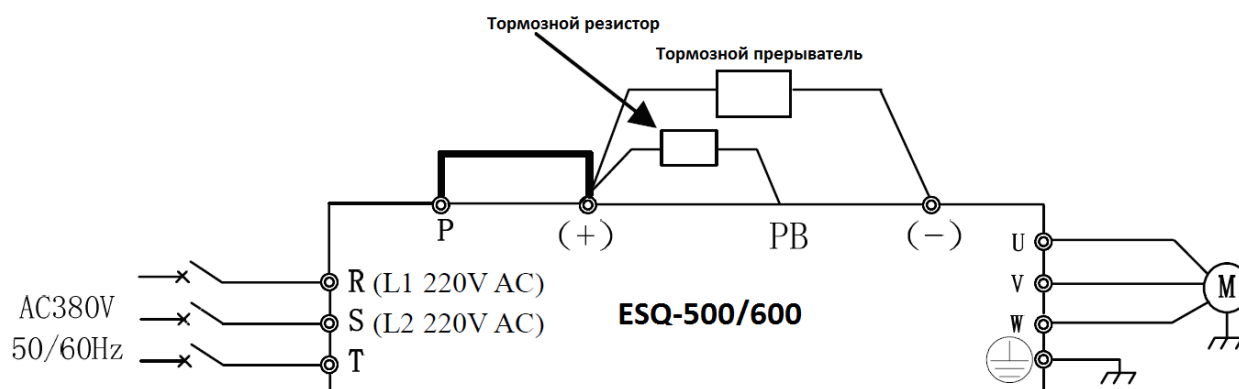 Тормозной резистор
Тормозной прерыватель
P
(+)
PB
(-)
U
R (L1 220V AC)
V
M
AC380V
S (L2 220V AC)
ESQ-500/600
W
50/60Hz
T